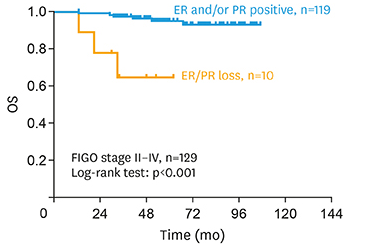 1.0
0.8
0.6
0.4
0.2
OS
ER and/or PR positive, n=119
ER/PR loss, n=10
FIGO stage II–IV, n=129
Log-rank test: p<0.001
0 24 48 72 96 120 144
Time (mo)